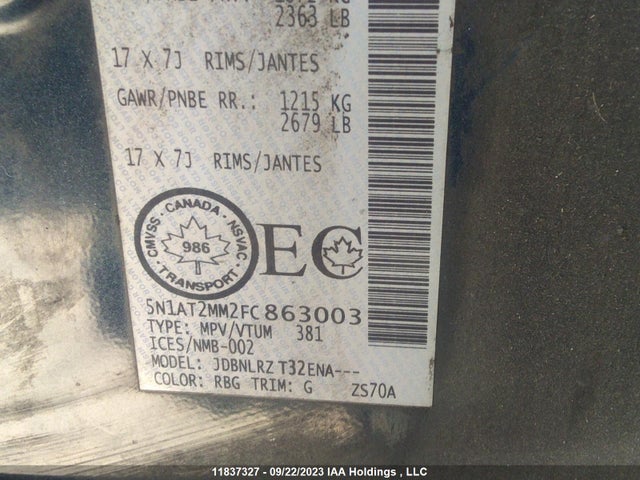 2363 LB
17 X 7J RIMS/JANTES
GAWR/PNBE RR.: 1215 KG
2679 LB
17 X 7J RIMS/JANTES
CMVSS • CANADA • NSVAC
986
TRANSPORT
EC
5N1AT2MM2FC863003
TYPE: MPV/VTUM 381
ICES/NMB-002
MODEL: JDBNLRZ T32ENA---
COLOR: RBG TRIM: G ZS70A
11837327 - 09/22/2023 IAA Holdings , LLC